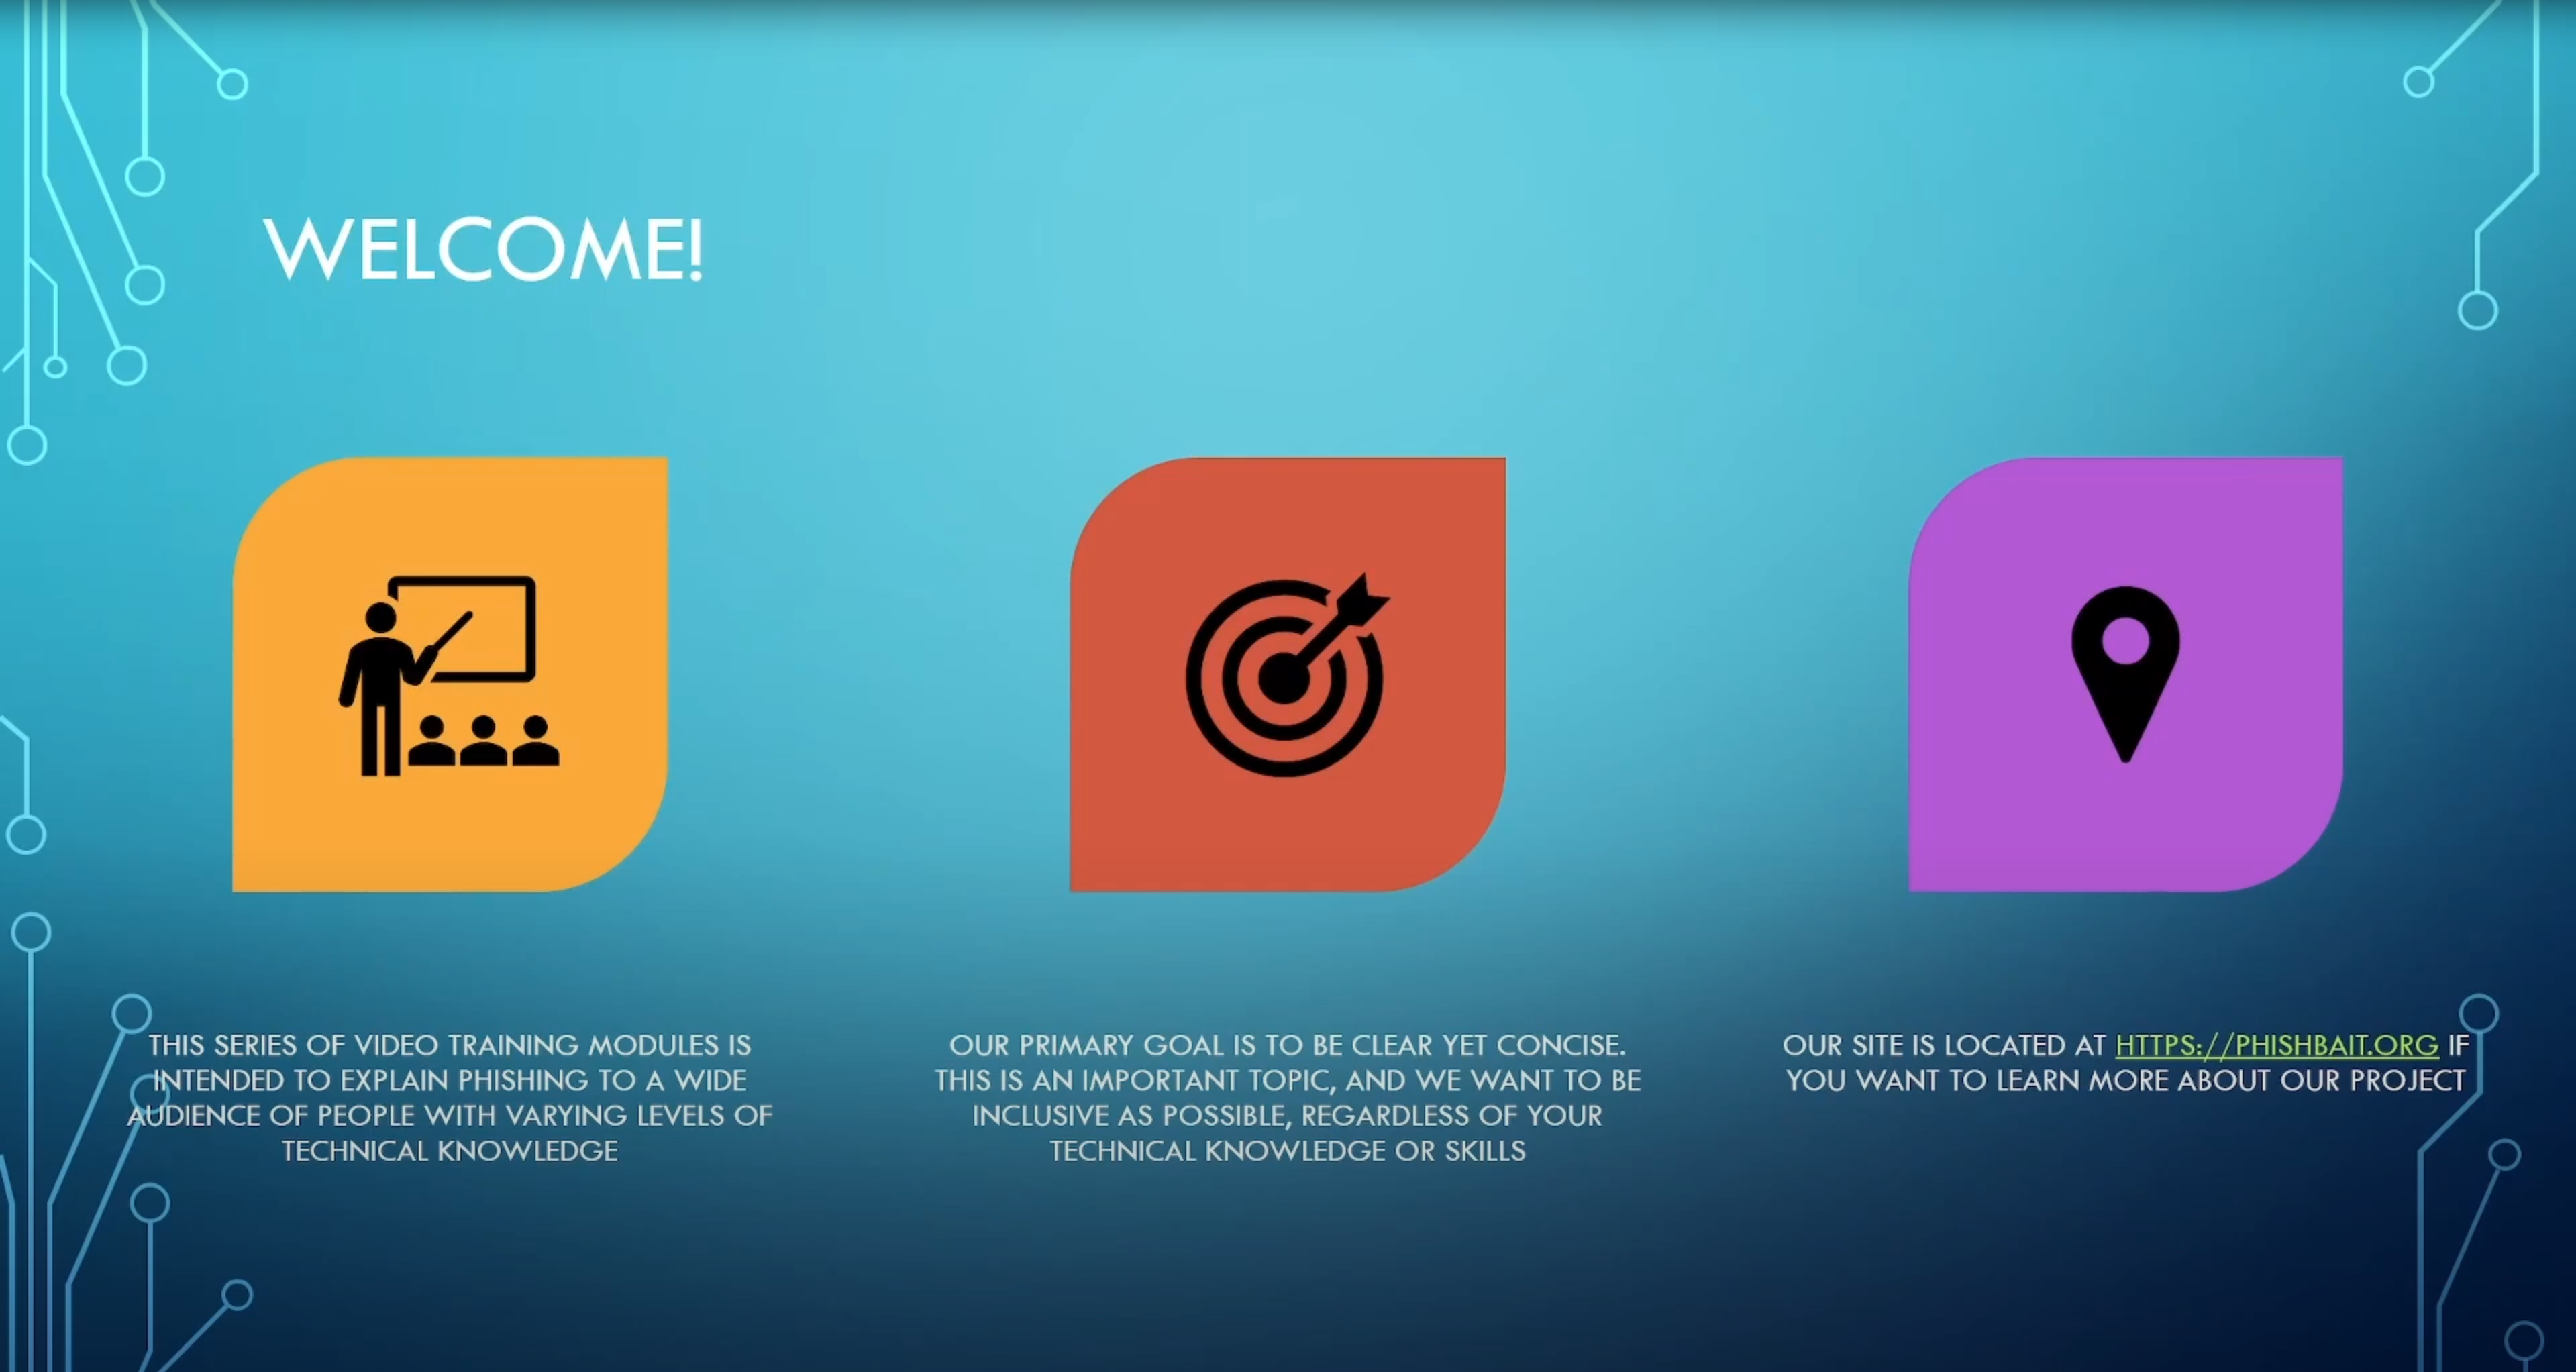 WELCOME!
THIS SERIES OF VIDEO TRAINING MODULES IS
INTENDED TO EXPLAIN PHISHING TO A WIDE
AUDIENCE OF PEOPLE WITH VARYING LEVELS OF
TECHNICAL KNOWLEDGE
OUR PRIMARY GOAL IS TO BE CLEAR YET CONCISE.
THIS IS AN IMPORTANT TOPIC, AND WE WANT TO BE
INCLUSIVE AS POSSIBLE, REGARDLESS OF YOUR
TECHNICAL KNOWLEDGE OR SKILLS
OUR SITE IS LOCATED AT HTTPS://PHISHBAIT.ORG IF
YOU WANT TO LEARN MORE ABOUT OUR PROJECT